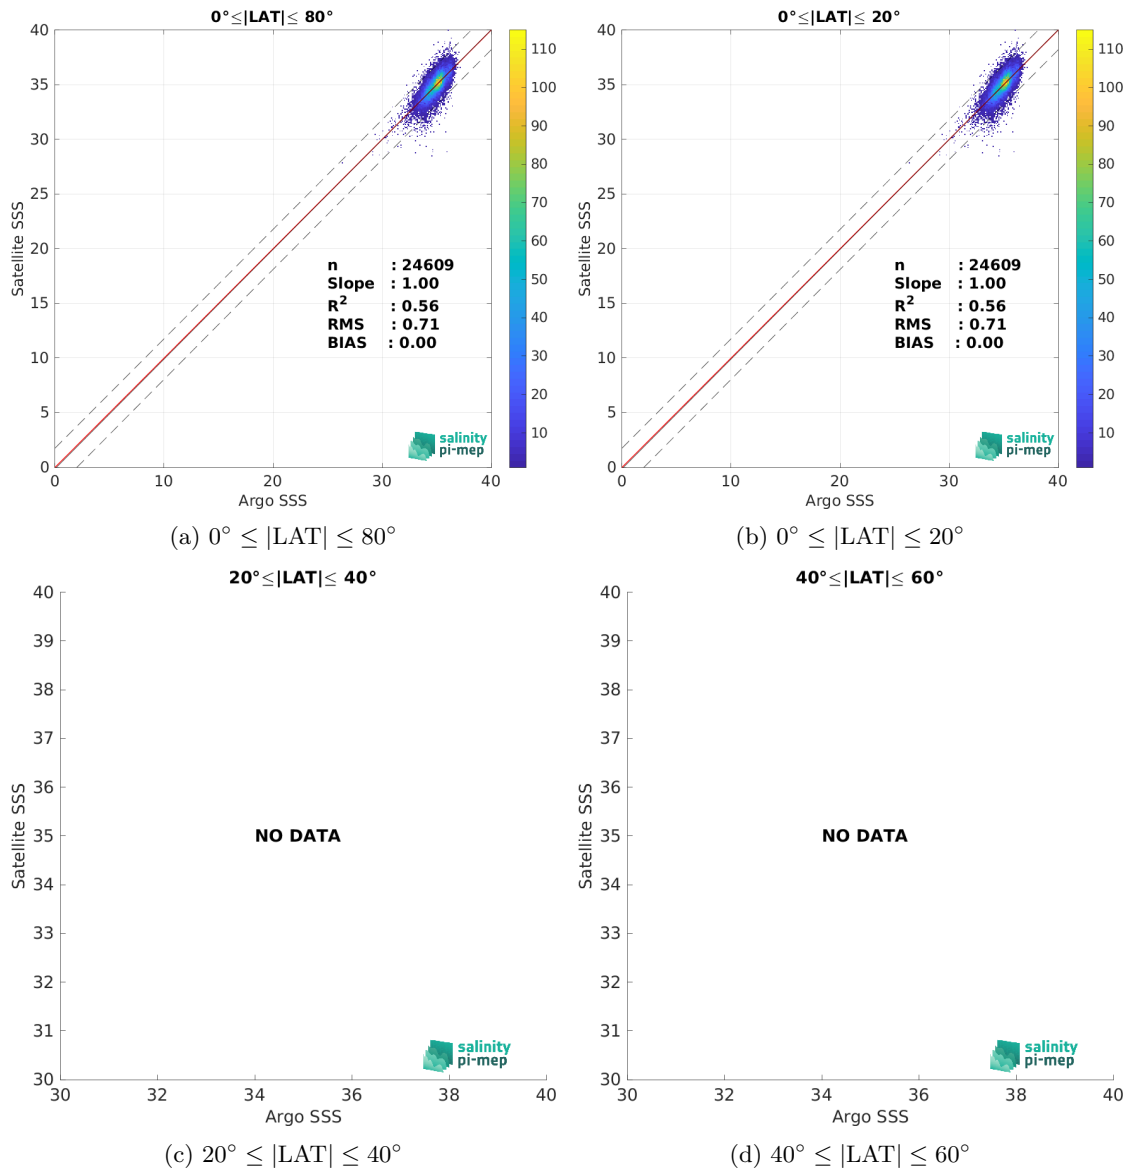 0°≤|LAT|≤ 80°
40
35
30
25
20
15
10
5
0
Satellite SSS
n : 24609
Slope : 1.00
R² : 0.56
RMS : 0.71
BIAS : 0.00
salinity
pi-mep
0 10 20 30 40
Argo SSS
110
100
90
80
70
60
50
40
30
20
10
(a) 0° ≤ |LAT| ≤ 80°
0°≤|LAT|≤ 20°
40
35
30
25
20
15
10
5
0
Satellite SSS
n : 24609
Slope : 1.00
R² : 0.56
RMS : 0.71
BIAS : 0.00
salinity
pi-mep
0 10 20 30 40
Argo SSS
110
100
90
80
70
60
50
40
30
20
10
(b) 0° ≤ |LAT| ≤ 20°
20°≤|LAT|≤ 40°
40
39
38
37
36
35
34
33
32
31
30
Satellite SSS
NO DATA
salinity
pi-mep
30 32 34 36 38 40
Argo SSS
(c) 20° ≤ |LAT| ≤ 40°
40°≤|LAT|≤ 60°
40
39
38
37
36
35
34
33
32
31
30
Satellite SSS
NO DATA
salinity
pi-mep
30 32 34 36 38 40
Argo SSS
(d) 40° ≤ |LAT| ≤ 60°